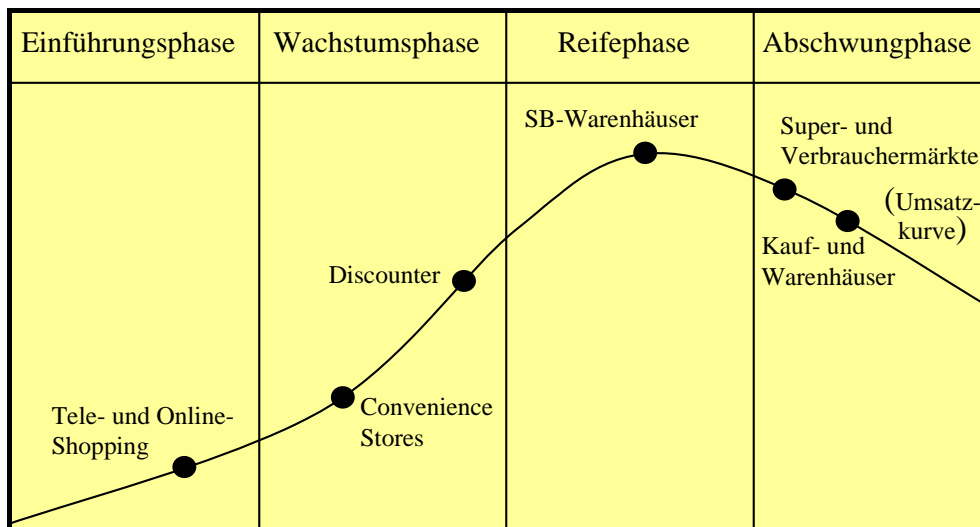 Einführungsphase
Wachstumsphase
Reifephase
Abschwungphase
SB-Warenhäuser
Super- und
Verbrauchermärkte
(Umsatz-
kurve)
Kauf- und
Warenhäuser
Discounter
Convenience
Stores
Tele- und Online-
Shopping